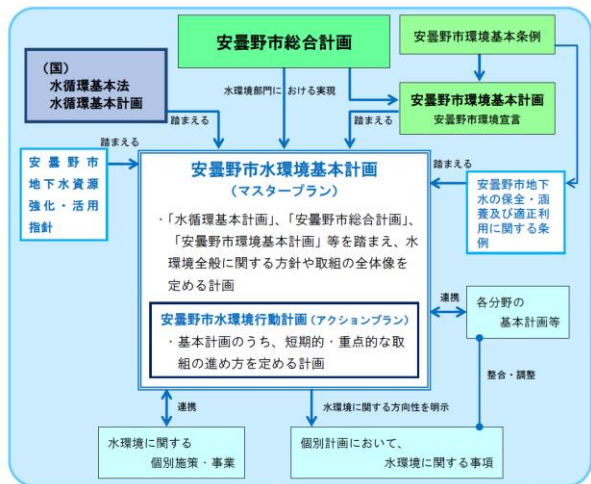 安曇野市総合計画
安曇野市環境基本条例
（国）
水循環基本法
水循環基本計画
水環境部門における実現
安曇野市環境基本計画
安曇野市環境宣言
踏まえる
踏まえる
踏まえる
踏まえる
安曇野市
地下水資源
強化・活用
指針
安曇野市水環境基本計画
（マスタープラン）
・「水循環基本計画」、「安曇野市総合計画」、
「安曇野市環境基本計画」等を踏まえ、水
環境全般に関する方針や取組の全体像を
定める計画
安曇野市地下
水の保全・涵
養及び適正利
用に関する条
例
安曇野市水環境行動計画（アクションプラン）
・基本計画のうち、短期的・重点的な取
組の進め方を定める計画
連携
各分野の
基本計画等
整合・調整
連携
水環境に関する方向性を明示
水環境に関する
個別施策・事業
個別計画において、
水環境に関する事項